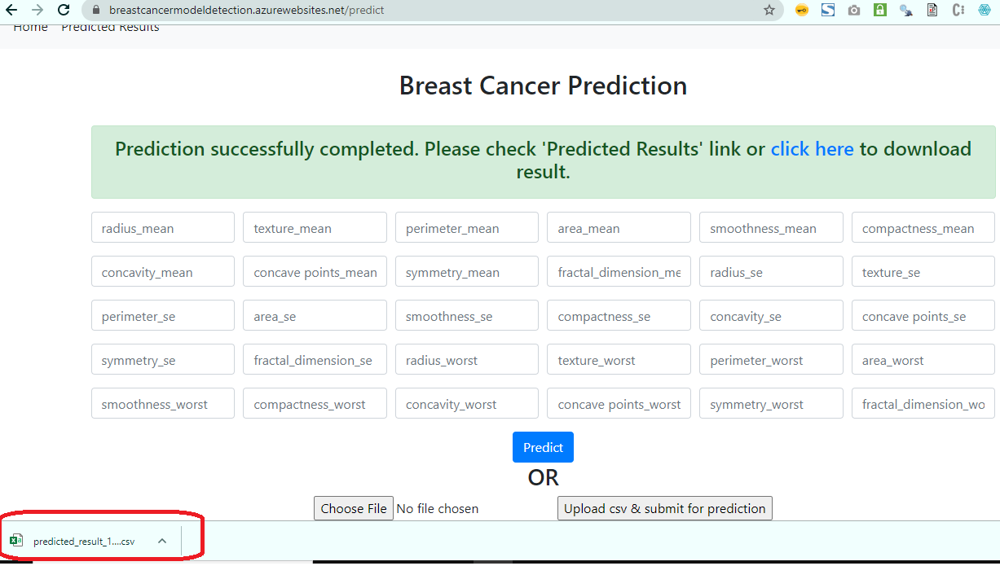 breastcancermodeldetection.azurewebsites.net/predict
Home Predicted Results
Breast Cancer Prediction
Prediction successfully completed. Please check 'Predicted Results' link or click here to download
result.
radius_mean texture_mean perimeter_mean area_mean smoothness_mean compactness_mean
concavity_mean concave points_mean symmetry_mean fractal_dimension_me radius_se texture_se
perimeter_se area_se smoothness_se compactness_se concavity_se concave points_se
symmetry_se fractal_dimension_se radius_worst texture_worst perimeter_worst area_worst
smoothness_worst compactness_worst concavity_worst concave points_worst symmetry_worst fractal_dimension_wo
Predict
OR
Choose File No file chosen Upload csv & submit for prediction
predicted_result_1....csv